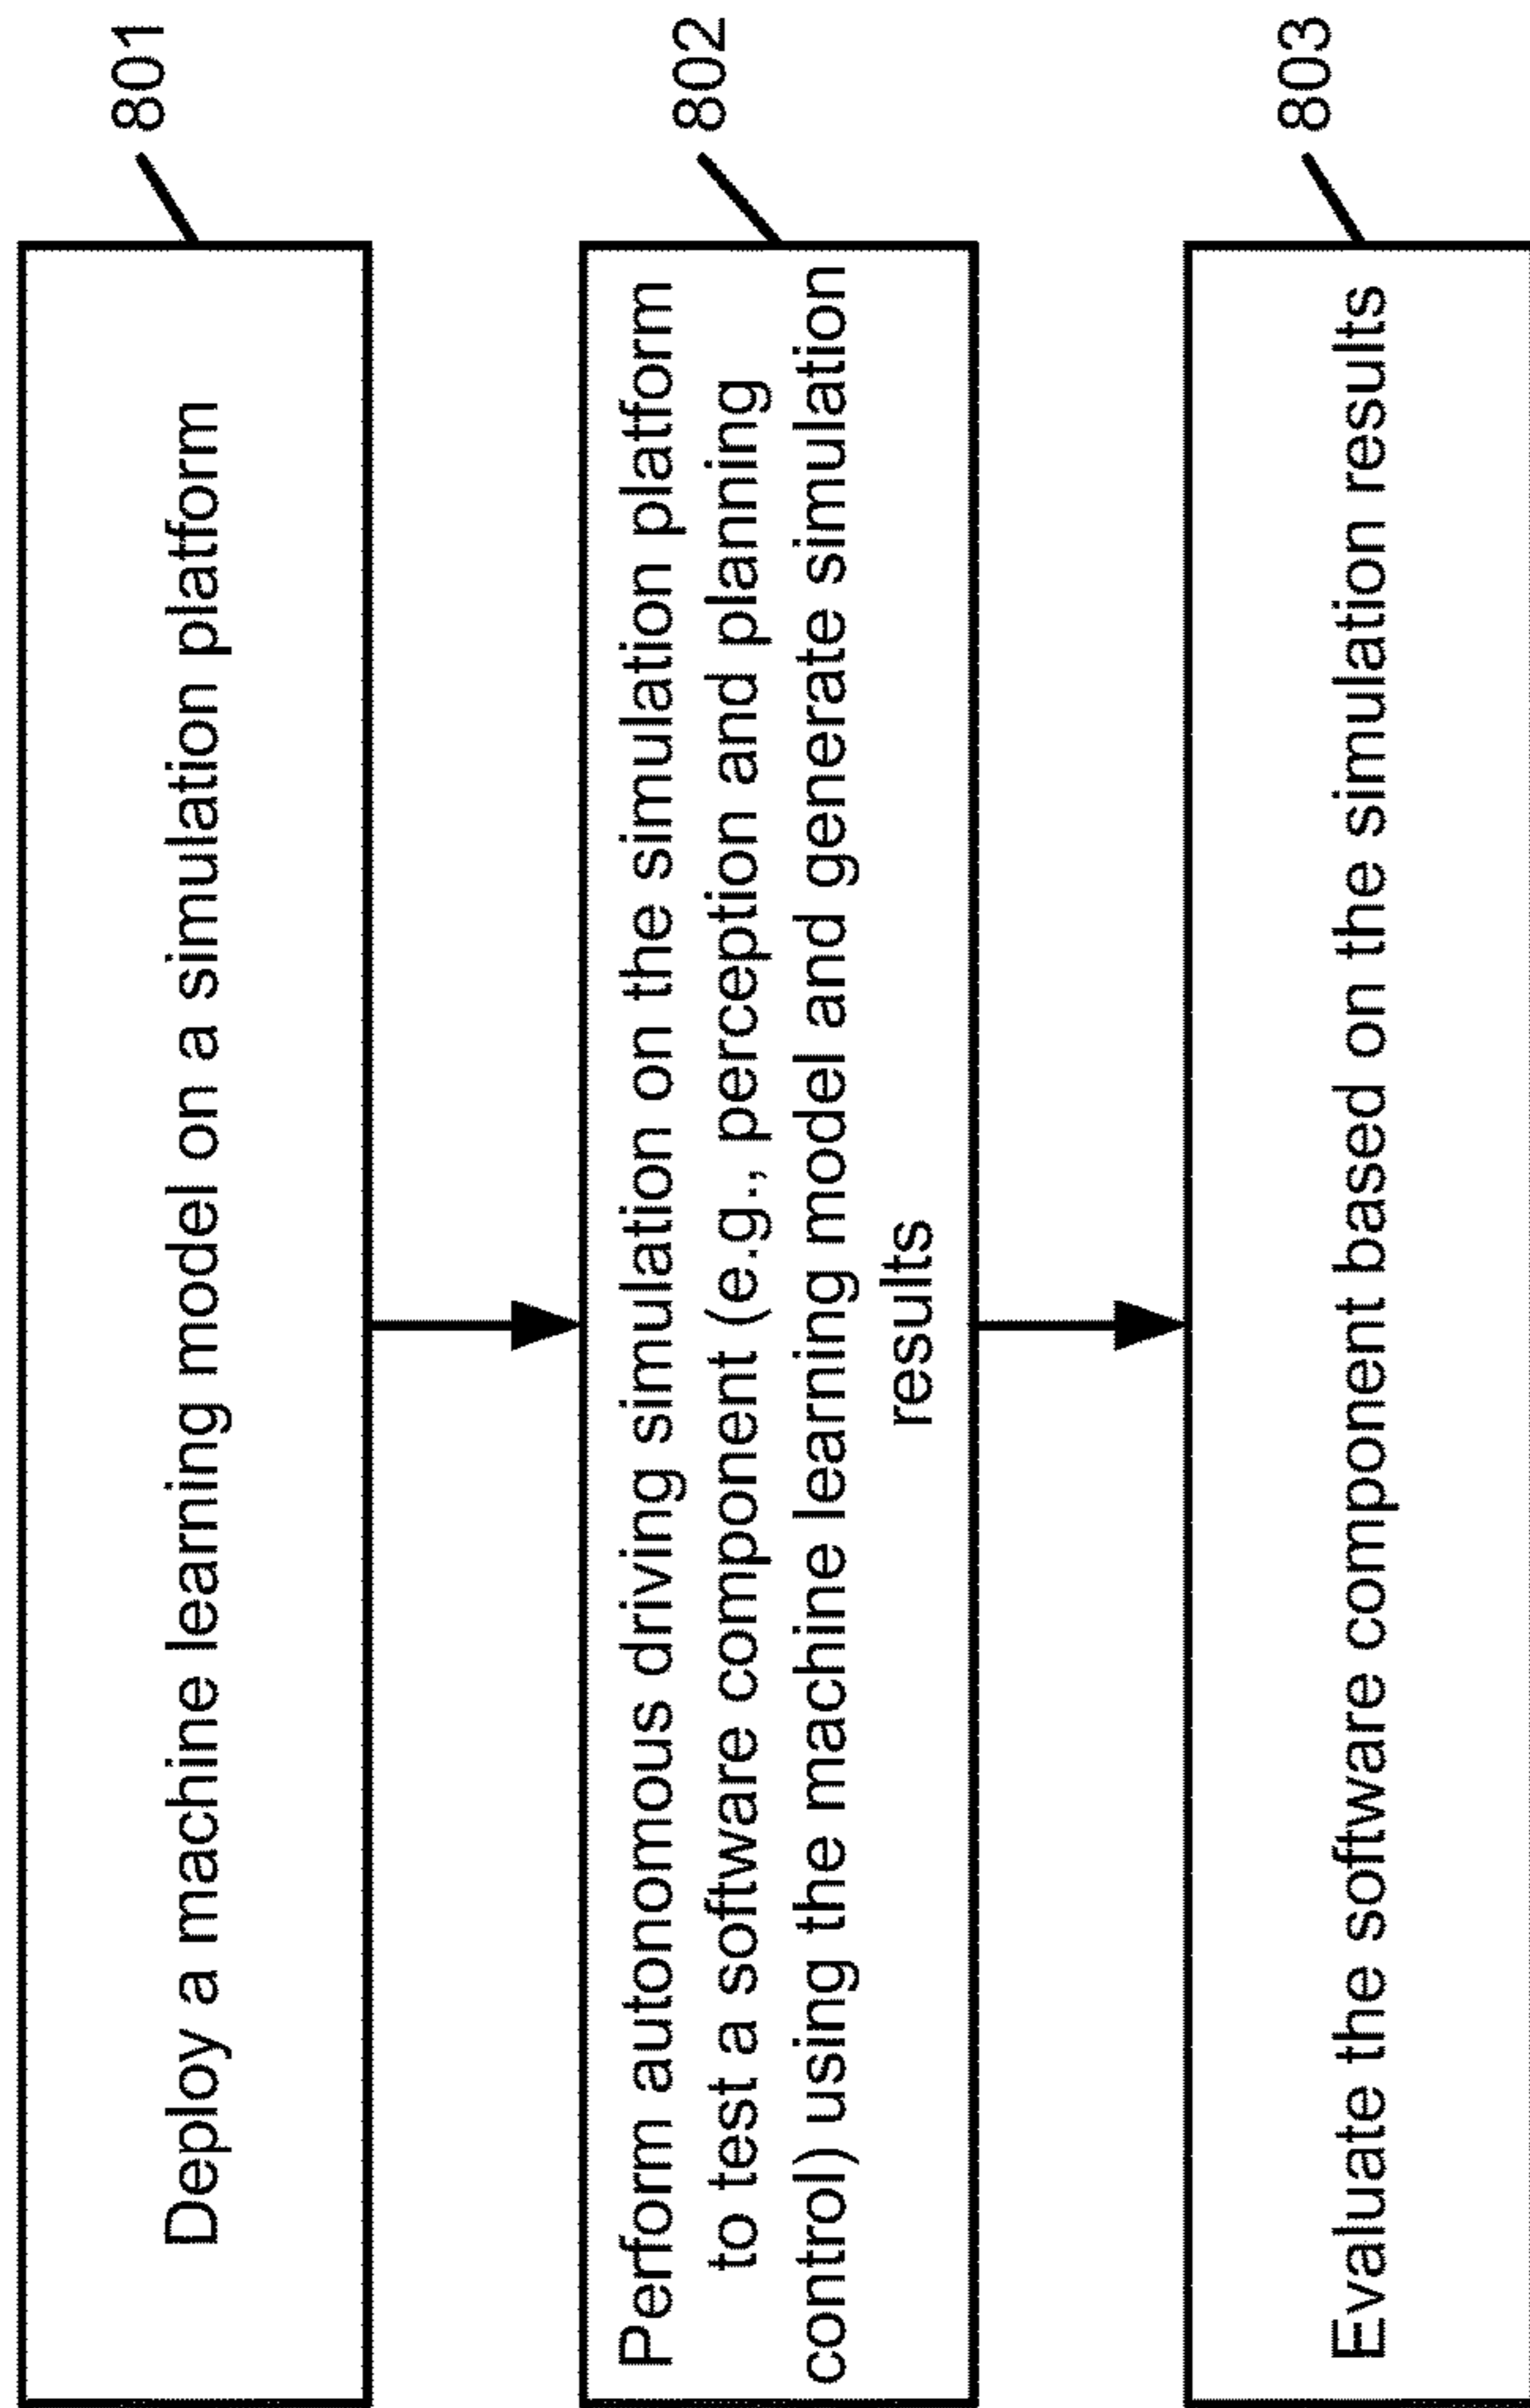 801
Deploy a machine learning model on a simulation platform
802
Perform autonomous driving simulation on the simulation platform
to test a software component (e.g., perception and planning
control) using the machine learning model and generate simulation
results
803
Evaluate the software component based on the simulation results